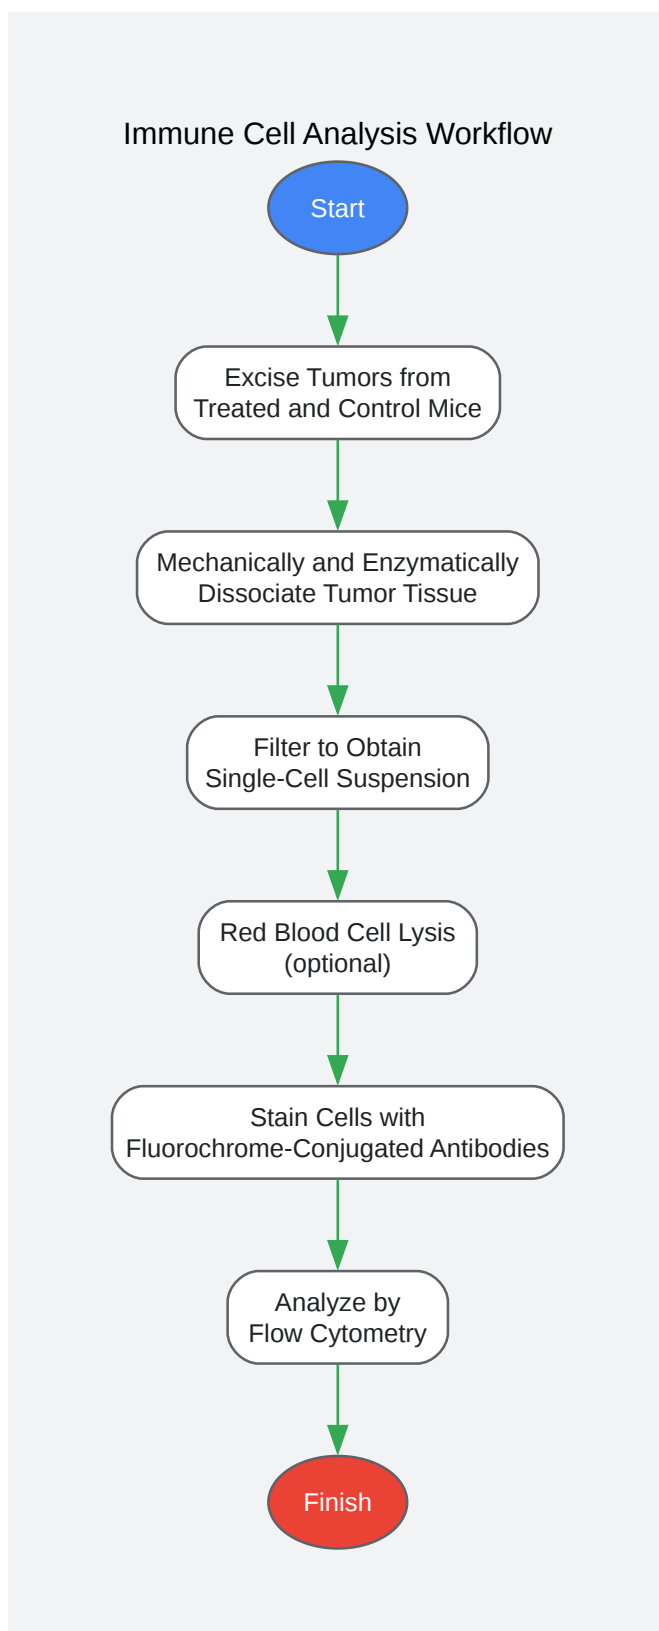 Immune Cell Analysis Workflow
Start
Excise Tumors from
Treated and Control Mice
Mechanically and Enzymatically
Dissociate Tumor Tissue
Filter to Obtain
Single-Cell Suspension
Red Blood Cell Lysis
(optional)
Stain Cells with
Fluorochrome-Conjugated Antibodies
Analyze by
Flow Cytometry
Finish